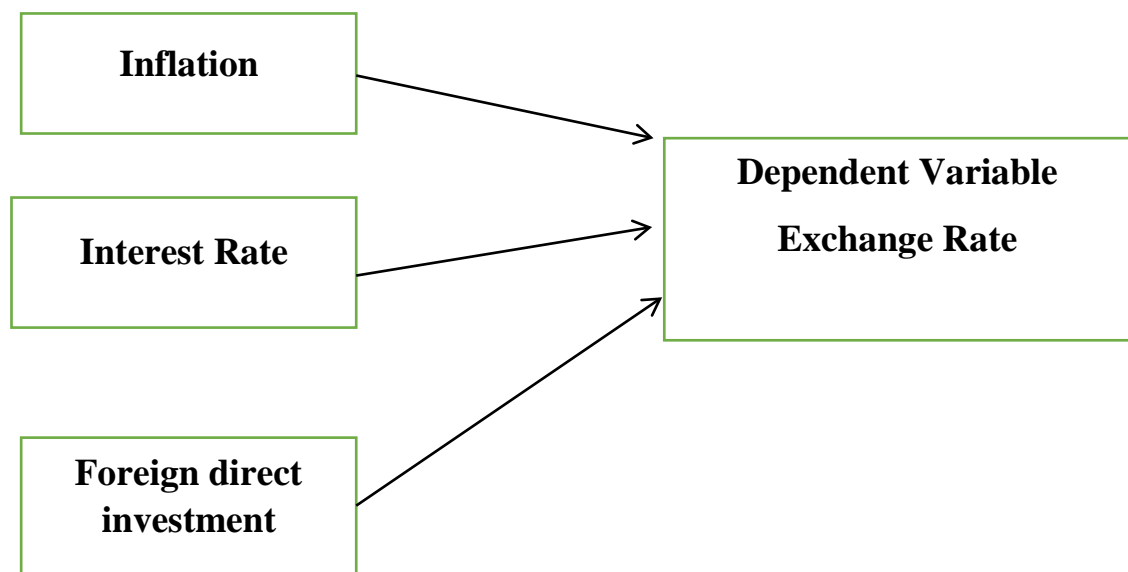 Inflation
Interest Rate
Foreign direct
investment
Dependent Variable
Exchange Rate